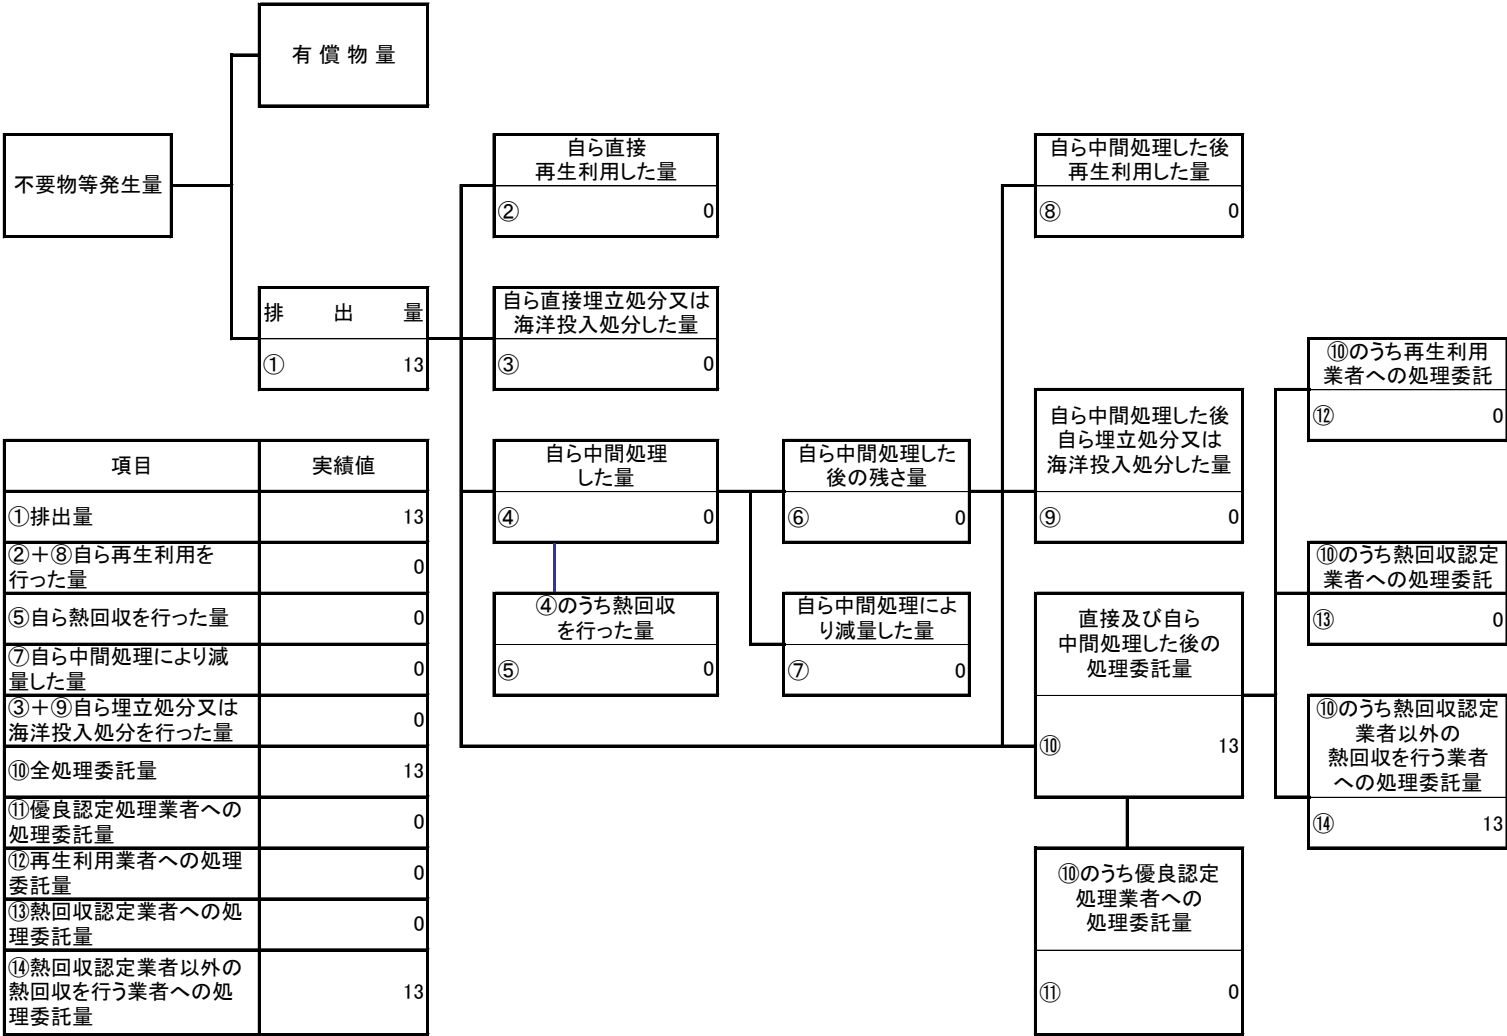 有 償 物 量
不要物等発生量
排 出 量
① 13
自ら直接
再生利用した量
② 0
自ら直接埋立処分又は
海洋投入処分した量
③ 0
自ら中間処理
した量
④ 0
④のうち熱回収
を行った量
⑤ 0
自ら中間処理した
後の残さ量
⑥ 0
自ら中間処理によ
り減量した量
⑦ 0
自ら中間処理した後
再生利用した量
⑧ 0
自ら中間処理した後
自ら埋立処分又は
海洋投入処分した量
⑨ 0
直接及び自ら
中間処理した後の
処理委託量
⑩ 13
⑩のうち優良認定
処理業者への
処理委託量
⑪ 0
⑩のうち再生利用
業者への処理委託
⑫ 0
⑩のうち熱回収認定
業者への処理委託
⑬ 0
⑩のうち熱回収認定
業者以外の
熱回収を行う業者
への処理委託量
⑭ 13
項目 実績値
①排出量 13
②＋⑧自ら再生利用を
行った量 0
⑤自ら熱回収を行った量 0
⑦自ら中間処理により減
量した量 0
③＋⑨自ら埋立処分又は
海洋投入処分を行った量 0
⑩全処理委託量 13
⑪優良認定処理業者への
処理委託量 0
⑫再生利用業者への処理
委託量 0
⑬熱回収認定業者への処
理委託量 0
⑭熱回収認定業者以外の
熱回収を行う業者への処
理委託量 13